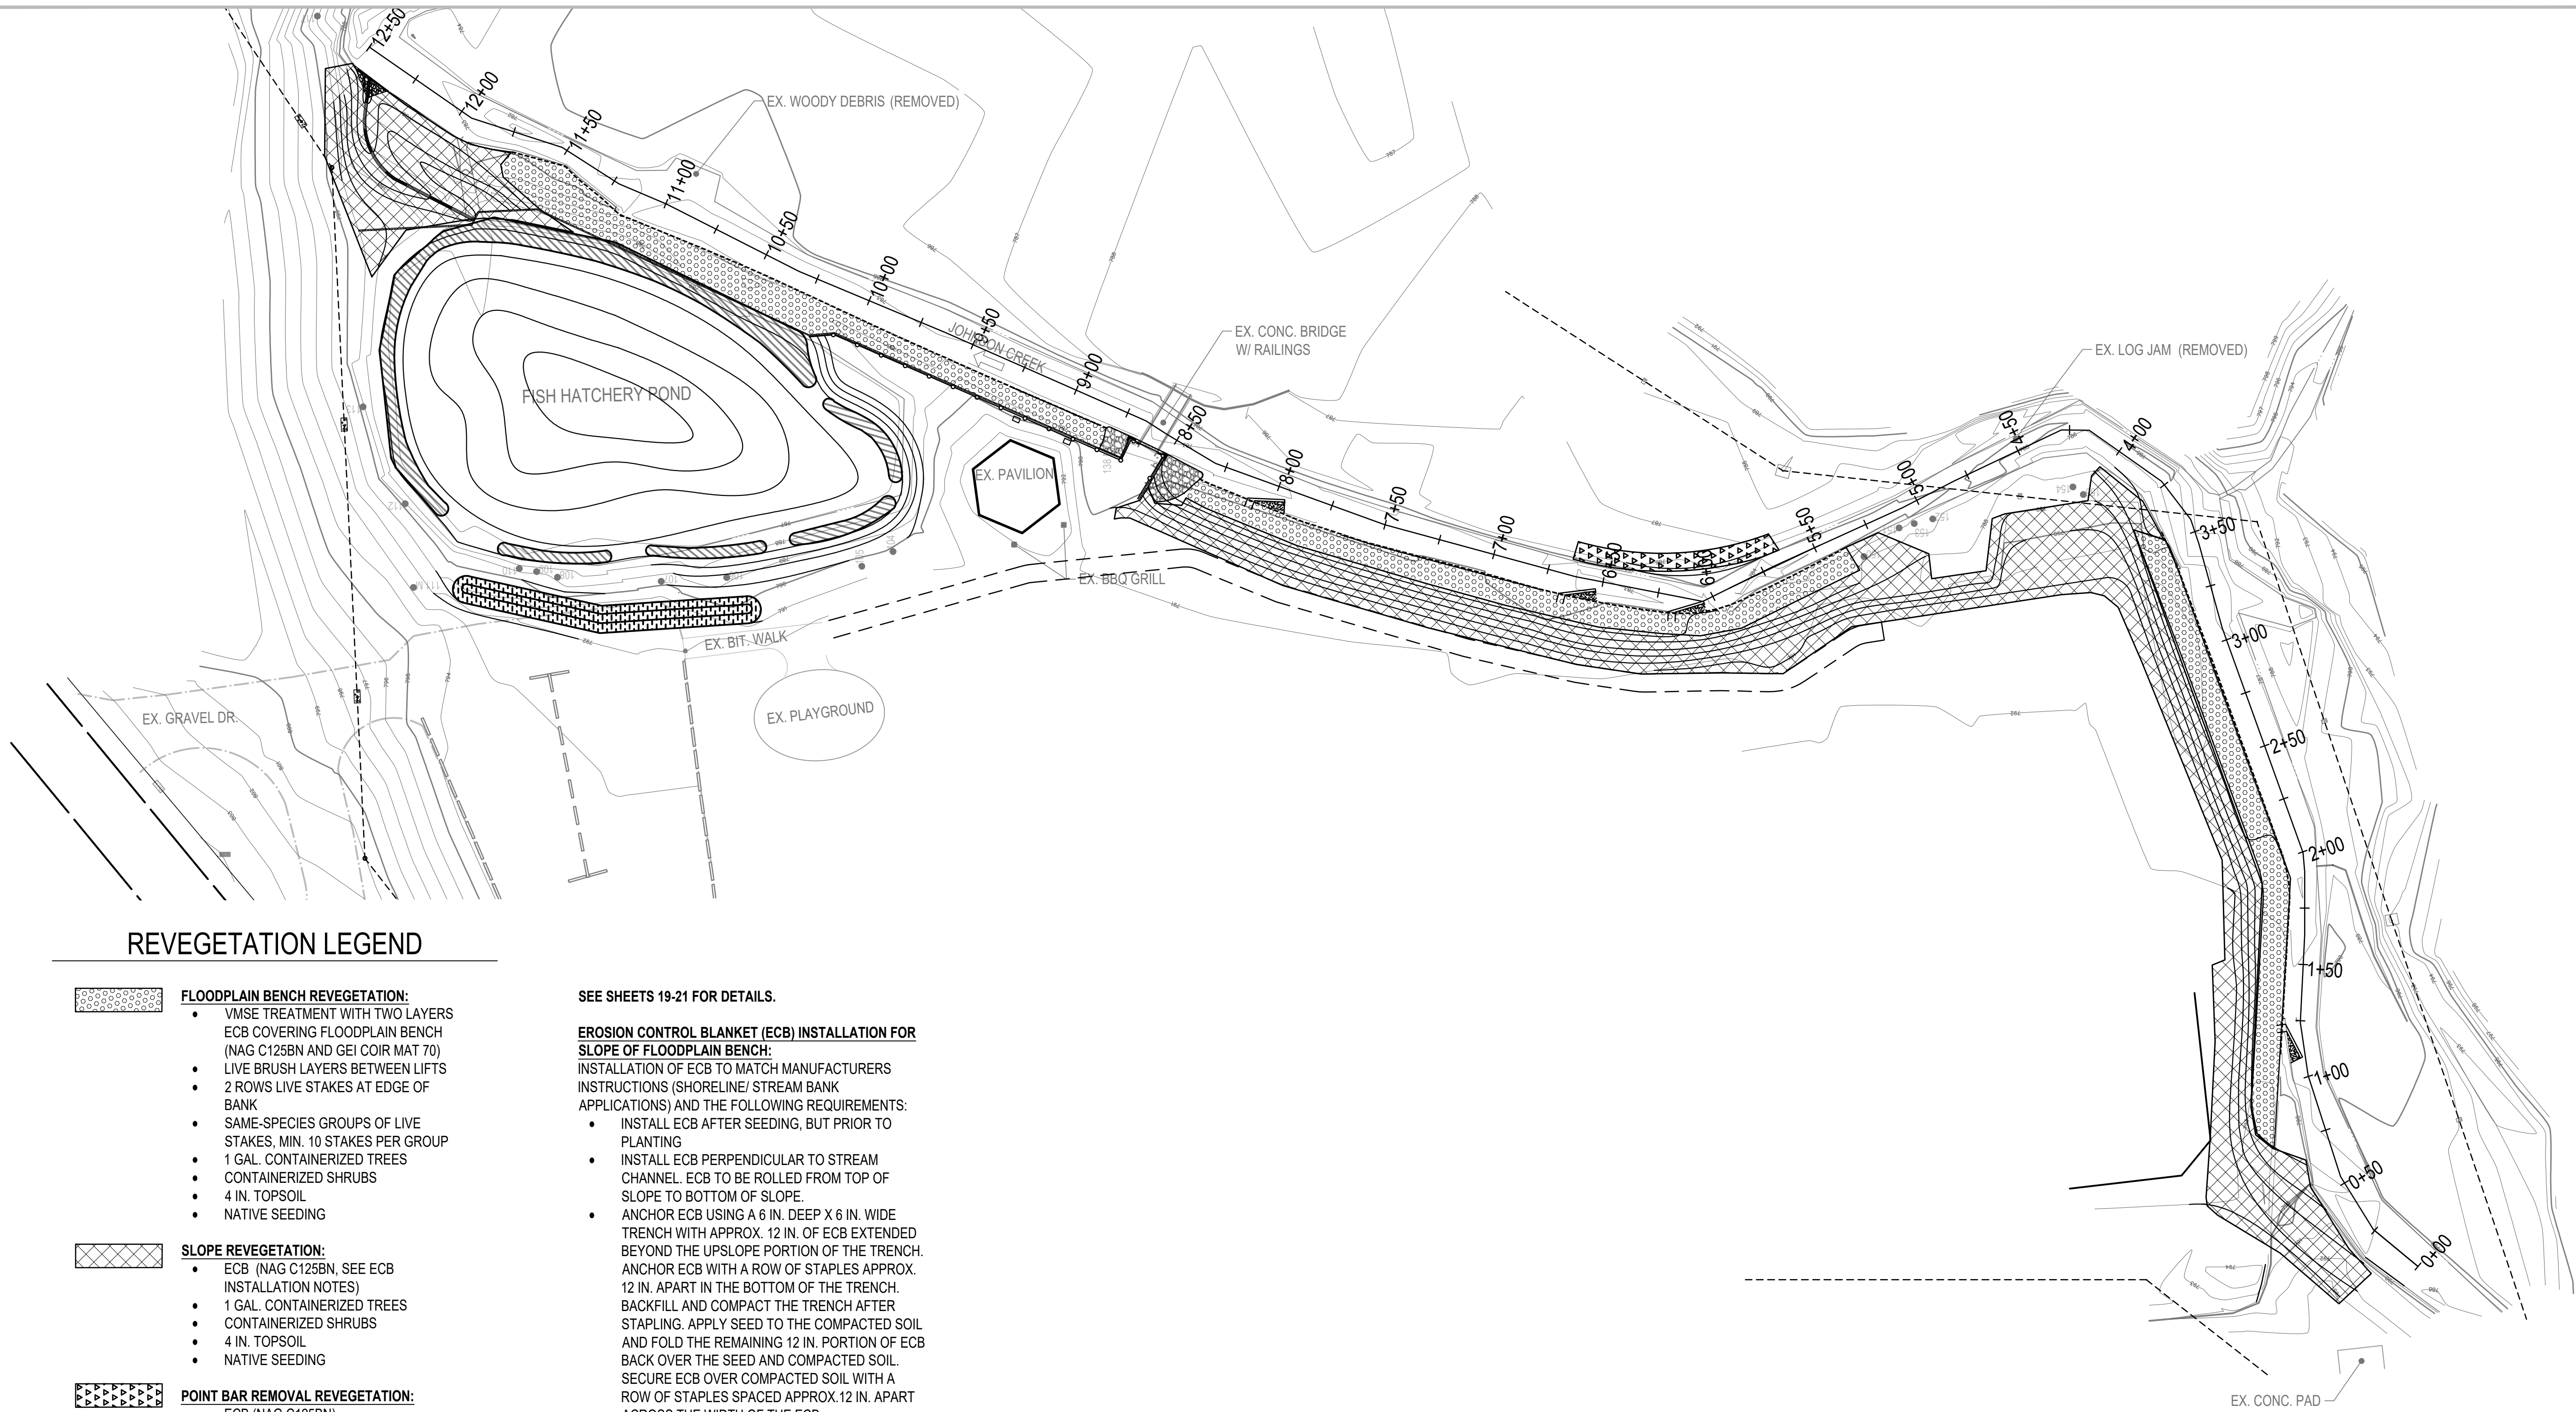 12+50
12+00
11+50
11+00
10+50
10+00
9+50
9+00
8+50
8+00
7+50
7+00
6+50
6+00
5+50
5+00
4+50
4+00
3+50
3+00
2+50
2+00
1+50
1+00
0+50
0+00
EX. WOODY DEBRIS (REMOVED)
JOHNSON CREEK
EX. CONC. BRIDGE
W/ RAILINGS
EX. LOG JAM (REMOVED)
FISH HATCHERY POND
EX. PAVILION
EX. BBQ GRILL
EX. BIT. WALK
EX. PLAYGROUND
EX. GRAVEL DR.
EX. CONC. PAD
REVEGETATION LEGEND
FLOODPLAIN BENCH REVEGETATION:
• VMSE TREATMENT WITH TWO LAYERS
ECB COVERING FLOODPLAIN BENCH
(NAG C125BN AND GEI COIR MAT 70)
• LIVE BRUSH LAYERS BETWEEN LIFTS
• 2 ROWS LIVE STAKES AT EDGE OF
BANK
• SAME-SPECIES GROUPS OF LIVE
STAKES, MIN. 10 STAKES PER GROUP
• 1 GAL. CONTAINERIZED TREES
• CONTAINERIZED SHRUBS
• 4 IN. TOPSOIL
• NATIVE SEEDING
SLOPE REVEGETATION:
• ECB (NAG C125BN, SEE ECB
INSTALLATION NOTES)
• 1 GAL. CONTAINERIZED TREES
• CONTAINERIZED SHRUBS
• 4 IN. TOPSOIL
• NATIVE SEEDING
POINT BAR REMOVAL REVEGETATION:
ECB (NAG C125BN)
SEE SHEETS 19-21 FOR DETAILS.
EROSION CONTROL BLANKET (ECB) INSTALLATION FOR
SLOPE OF FLOODPLAIN BENCH:
INSTALLATION OF ECB TO MATCH MANUFACTURERS
INSTRUCTIONS (SHORELINE/ STREAM BANK
APPLICATIONS) AND THE FOLLOWING REQUIREMENTS:
• INSTALL ECB AFTER SEEDING, BUT PRIOR TO
PLANTING
• INSTALL ECB PERPENDICULAR TO STREAM
CHANNEL. ECB TO BE ROLLED FROM TOP OF
SLOPE TO BOTTOM OF SLOPE.
• ANCHOR ECB USING A 6 IN. DEEP X 6 IN. WIDE
TRENCH WITH APPROX. 12 IN. OF ECB EXTENDED
BEYOND THE UPSLOPE PORTION OF THE TRENCH.
ANCHOR ECB WITH A ROW OF STAPLES APPROX.
12 IN. APART IN THE BOTTOM OF THE TRENCH.
BACKFILL AND COMPACT THE TRENCH AFTER
STAPLING. APPLY SEED TO THE COMPACTED SOIL
AND FOLD THE REMAINING 12 IN. PORTION OF ECB
BACK OVER THE SEED AND COMPACTED SOIL.
SECURE ECB OVER COMPACTED SOIL WITH A
ROW OF STAPLES SPACED APPROX.12 IN. APART
ACROSS THE WIDTH OF THE ECB